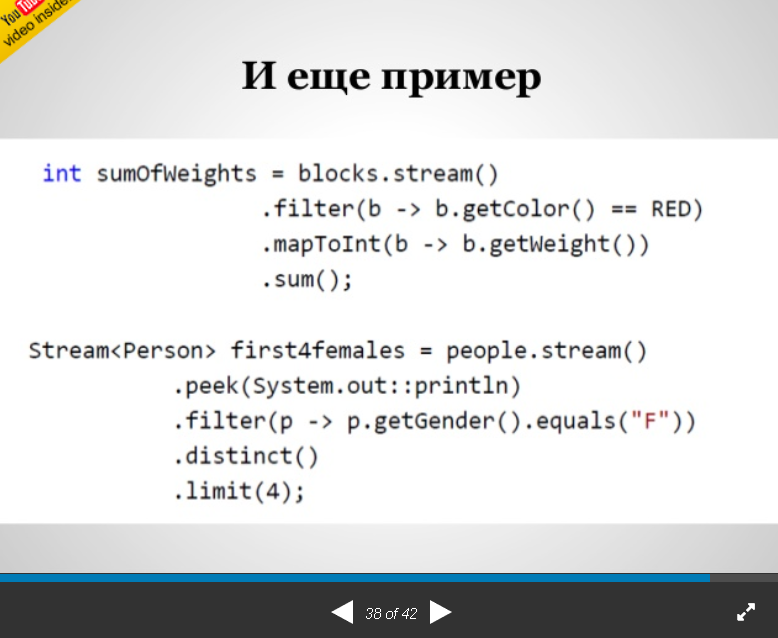 You Tube
video inside
И еще пример
int sumOfWeights = blocks.stream()
.filter(b -> b.getColor() == RED)
.mapToInt(b -> b.getWeight())
.sum();
Stream<Person> first4females = people.stream()
.peek(System.out::println)
.filter(p -> p.getGender().equals("F"))
.distinct()
.limit(4);
38 of 42